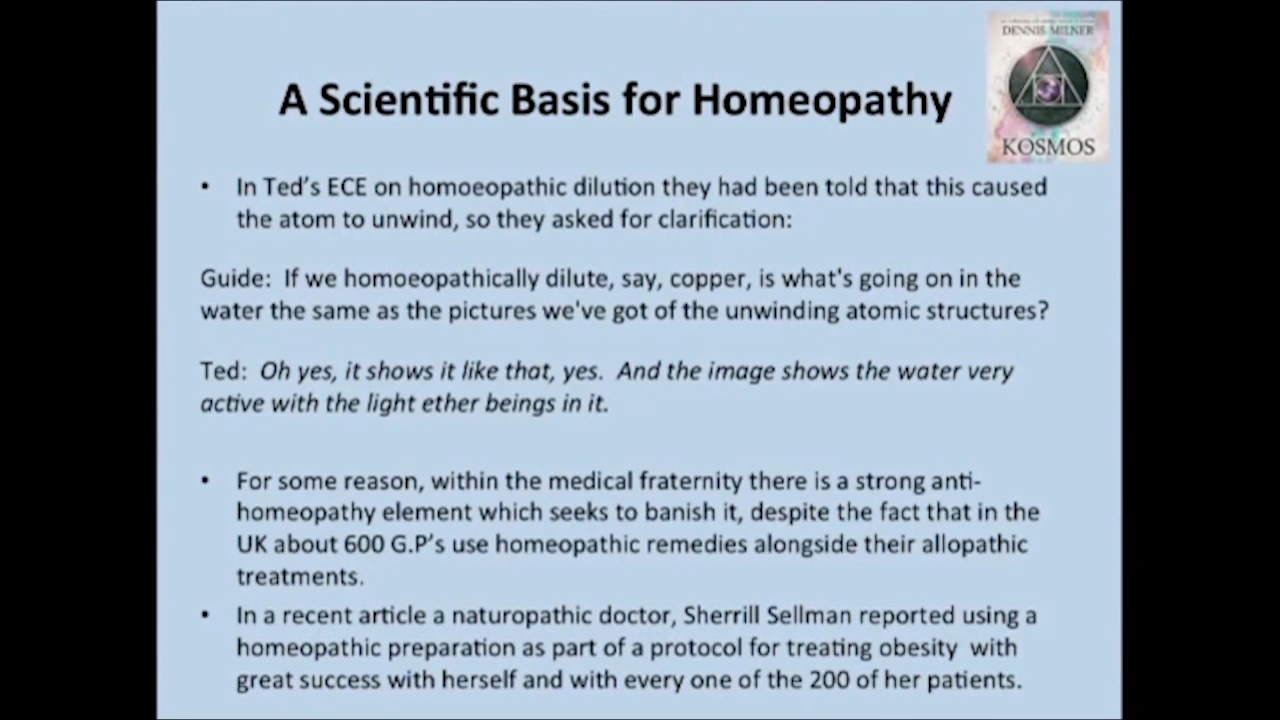 DENNIS MILNER
A Scientific Basis for Homeopathy
KOSMOS
• In Ted's ECE on homoeopathic dilution they had been told that this caused
the atom to unwind, so they asked for clarification:
Guide: If we homoeopathically dilute, say, copper, is what's going on in the
water the same as the pictures we've got of the unwinding atomic structures?
Ted: Oh yes, it shows it like that, yes. And the image shows the water very
active with the light ether beings in it.
• For some reason, within the medical fraternity there is a strong anti-
homeopathy element which seeks to banish it, despite the fact that in the
UK about 600 G.P's use homeopathic remedies alongside their allopathic
treatments.
• In a recent article a naturopathic doctor, Sherrill Sellman reported using a
homeopathic preparation as part of a protocol for treating obesity with
great success with herself and with every one of the 200 of her patients.